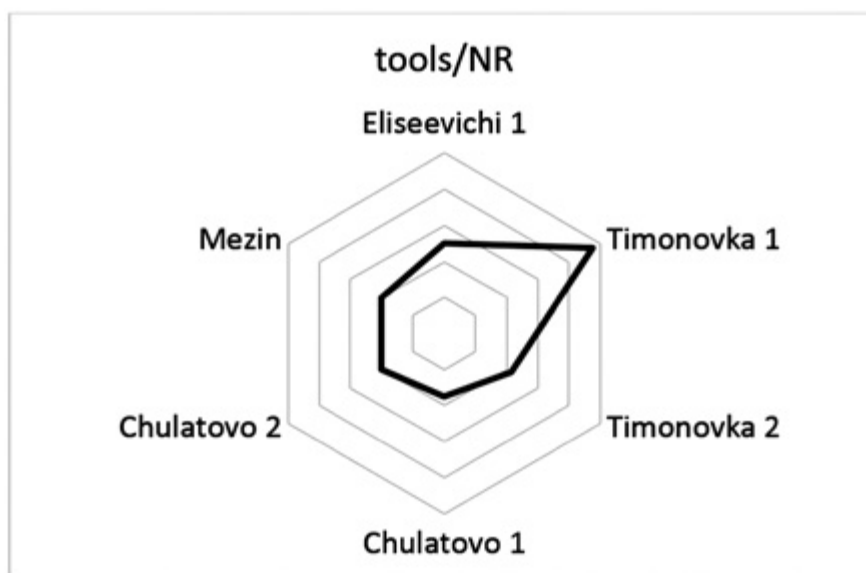 tools/NR
Eliseevichi 1
Mezin
Timonovka 1
Chulatovo 2
Timonovka 2
Chulatovo 1